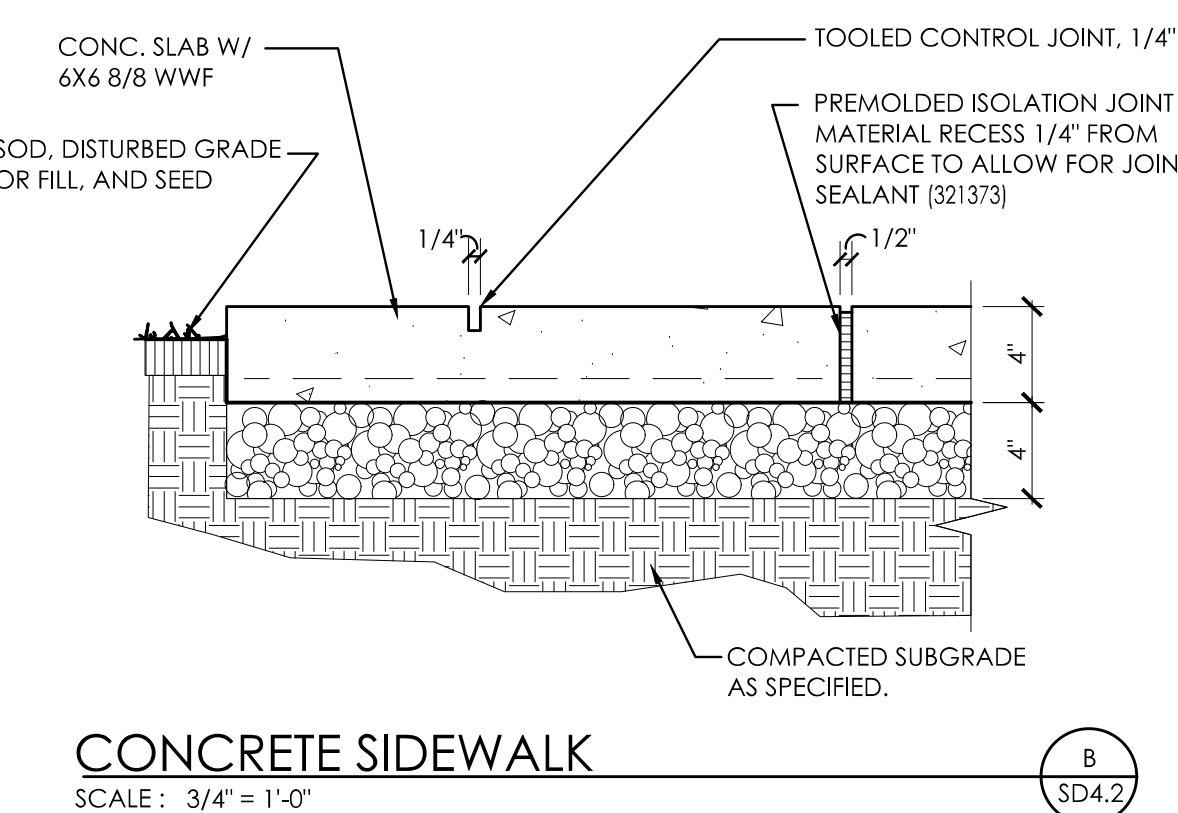 CONC. SLAB W/
6X6 8/8 WWF
SOD, DISTURBED GRADE
OR FILL, AND SEED
TOOLED CONTROL JOINT, 1/4"
PREMOLDED ISOLATION JOINT
MATERIAL RECESS 1/4" FROM
SURFACE TO ALLOW FOR JOIN
SEALANT (321373)
1/4"
1/2"
4"
4"
COMPACTED SUBGRADE
AS SPECIFIED.
CONCRETE SIDEWALK
SCALE : 3/4" = 1'-0"
B
SD4.2